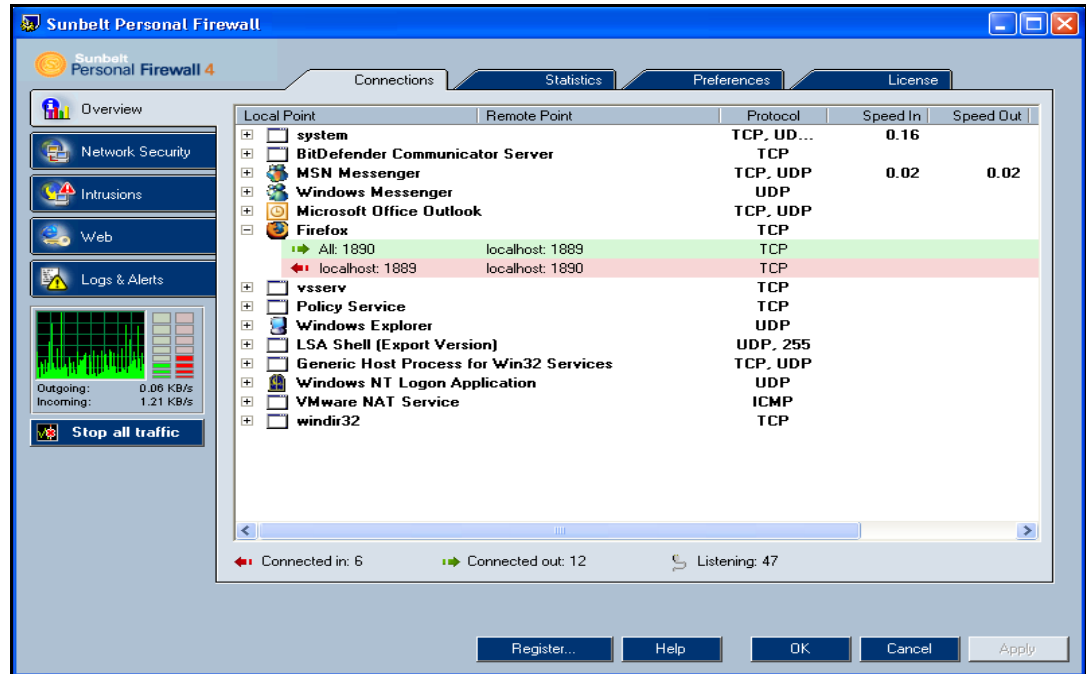 Sunbelt Personal Firewall
Sunbelt
Personal Firewall 4
Connections Statistics Preferences License
Overview
Network Security
Intrusions
Web
Logs & Alerts
Outgoing: 0.06 KB/s
Incoming: 1.21 KB/s
Stop all traffic
Local Point Remote Point Protocol Speed In Speed Out
system TCP, UD... 0.16
BitDefender Communicator Server TCP
MSN Messenger TCP, UDP 0.02 0.02
Windows Messenger UDP
Microsoft Office Outlook TCP, UDP
Firefox TCP
All: 1890 localhost: 1889 TCP
localhost: 1889 localhost: 1890 TCP
vsserv TCP
Policy Service TCP
Windows Explorer UDP
LSA Shell (Export Version) UDP, 255
Generic Host Process for Win32 Services TCP, UDP
Windows NT Logon Application UDP
VMware NAT Service ICMP
windir32 TCP
Connected in: 6 Connected out: 12 Listening: 47
Register... Help OK Cancel Apply